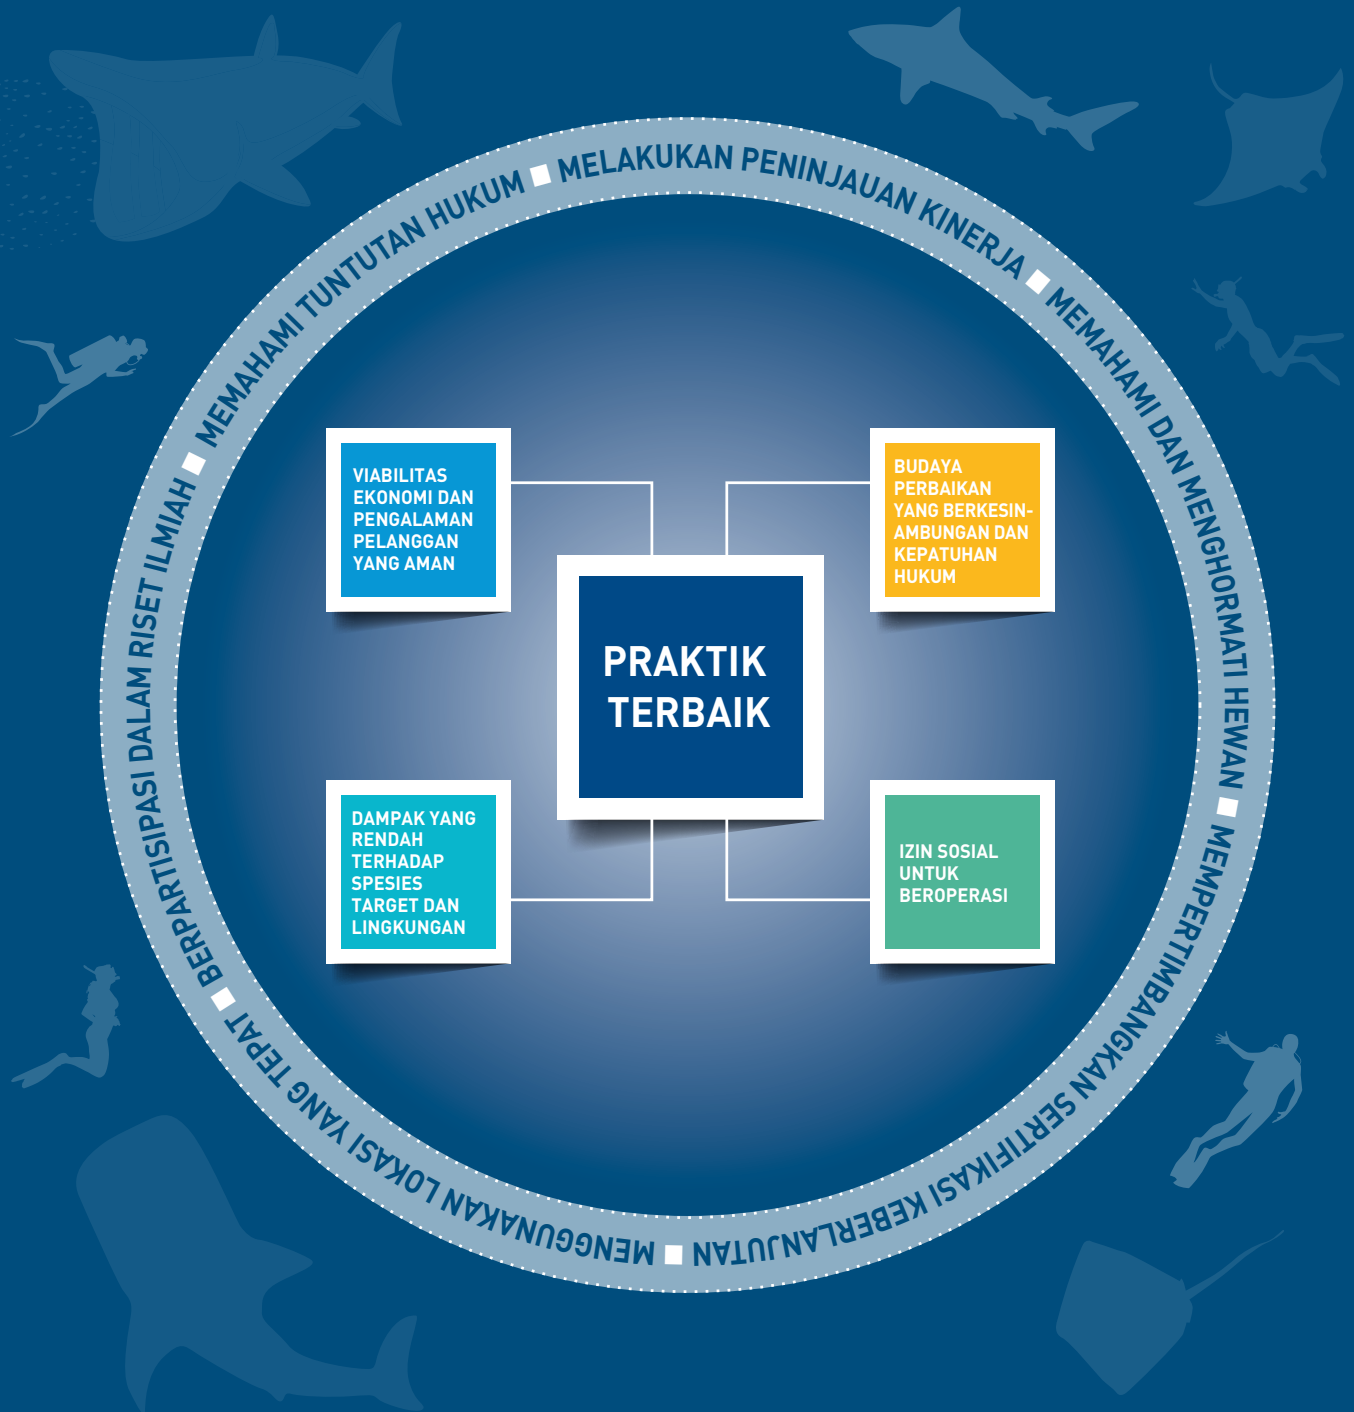 MELAKUKAN PENINJAUAN KINERJA
MEMAHAMI DAN MENGHORMATI HEWAN
MEMPERTIMBANGKAN SERTIFIKASI KEBERLANJUTAN
MENGGUNAKAN LOKASI YANG TEPAT
BERPARTISIPASI DALAM RISET ILMIAH
MEMAHAMI TUNTUTAN HUKUM
VIABILITAS
EKONOMI DAN
PENGALAMAN
PELANGGAN
YANG AMAN
BUDAYA
PERBAIKAN
YANG BERKESIN-
AMBUNGAN DAN
KEPATUHAN
HUKUM
PRAKTIK
TERBAIK
DAMPAK YANG
RENDAH
TERHADAP
SPESIES
TARGET DAN
LINGKUNGAN
IZIN SOSIAL
UNTUK
BEROPERASI